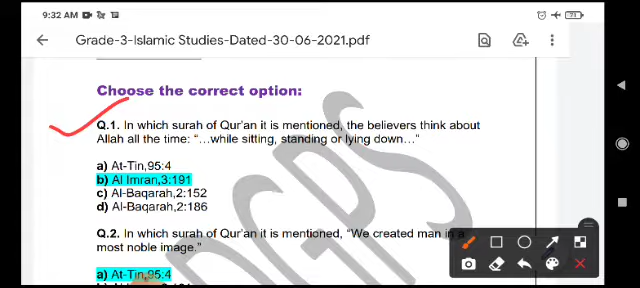 9:32 AM
21
Grade-3-Islamic Studies-Dated-30-06-2021.pdf
Choose the correct option:
Q.1. In which surah of Qur'an it is mentioned, the believers think about
Allah all the time: "...while sitting, standing or lying down..."
a) At-Tin,95:4
b) Al Imran,3:191
c) Al-Baqarah,2:152
d) Al-Baqarah,2:186
Q.2. In which surah of Qur'an it is mentioned, "We created man in a
most noble image."
a) At-Tin,95:4
DGPS